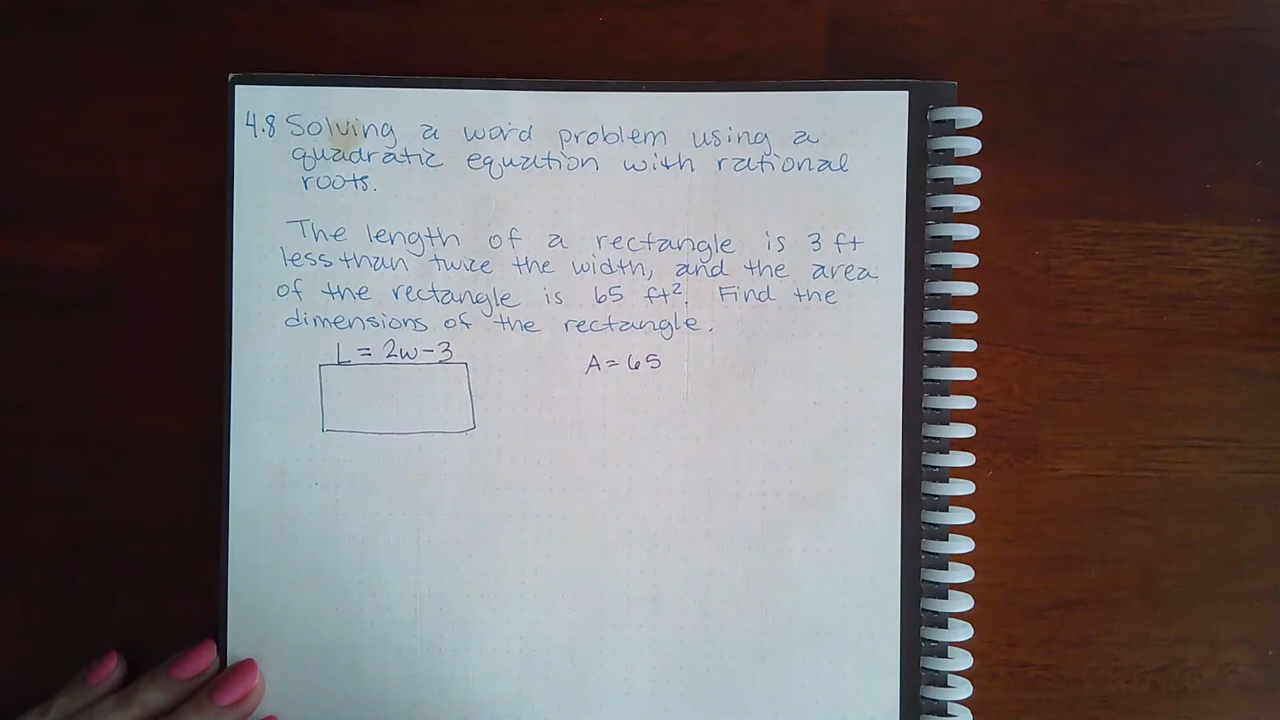 4.8 Solving a word problem using a
quadratic equation with rational
roots.
The length of a rectangle is 3 ft
less than twice the width, and the area
of the rectangle is 65 ft². Find the
dimensions of the rectangle.
L = 2w - 3
A = 65